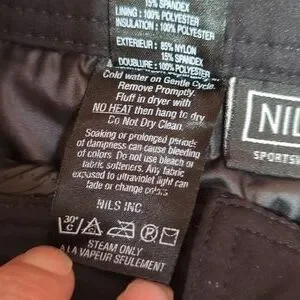 15% SPANDEX
LINING : 100% POLYESTER
INSULATION : 100% POLYESTER
EXTERIEUR : 85% NYLON
15% SPANDEX
DOUBLURE : 100% POLYESTER
Cold water on Gentle Cycle.
Remove Promptly.
Fluff in dryer with
NO HEAT then hang to dry
Do Not Dry Clean.
Soaking or prolonged periods
of dampness can cause bleeding
of colors. Do not use bleach or
fabric softeners. Any fabric
exposed to ultraviolet light can
fade or change colors.
NILS INC.
30°
C
STEAM ONLY
A LA VAPEUR SEULEMENT
NILS
SPORTS